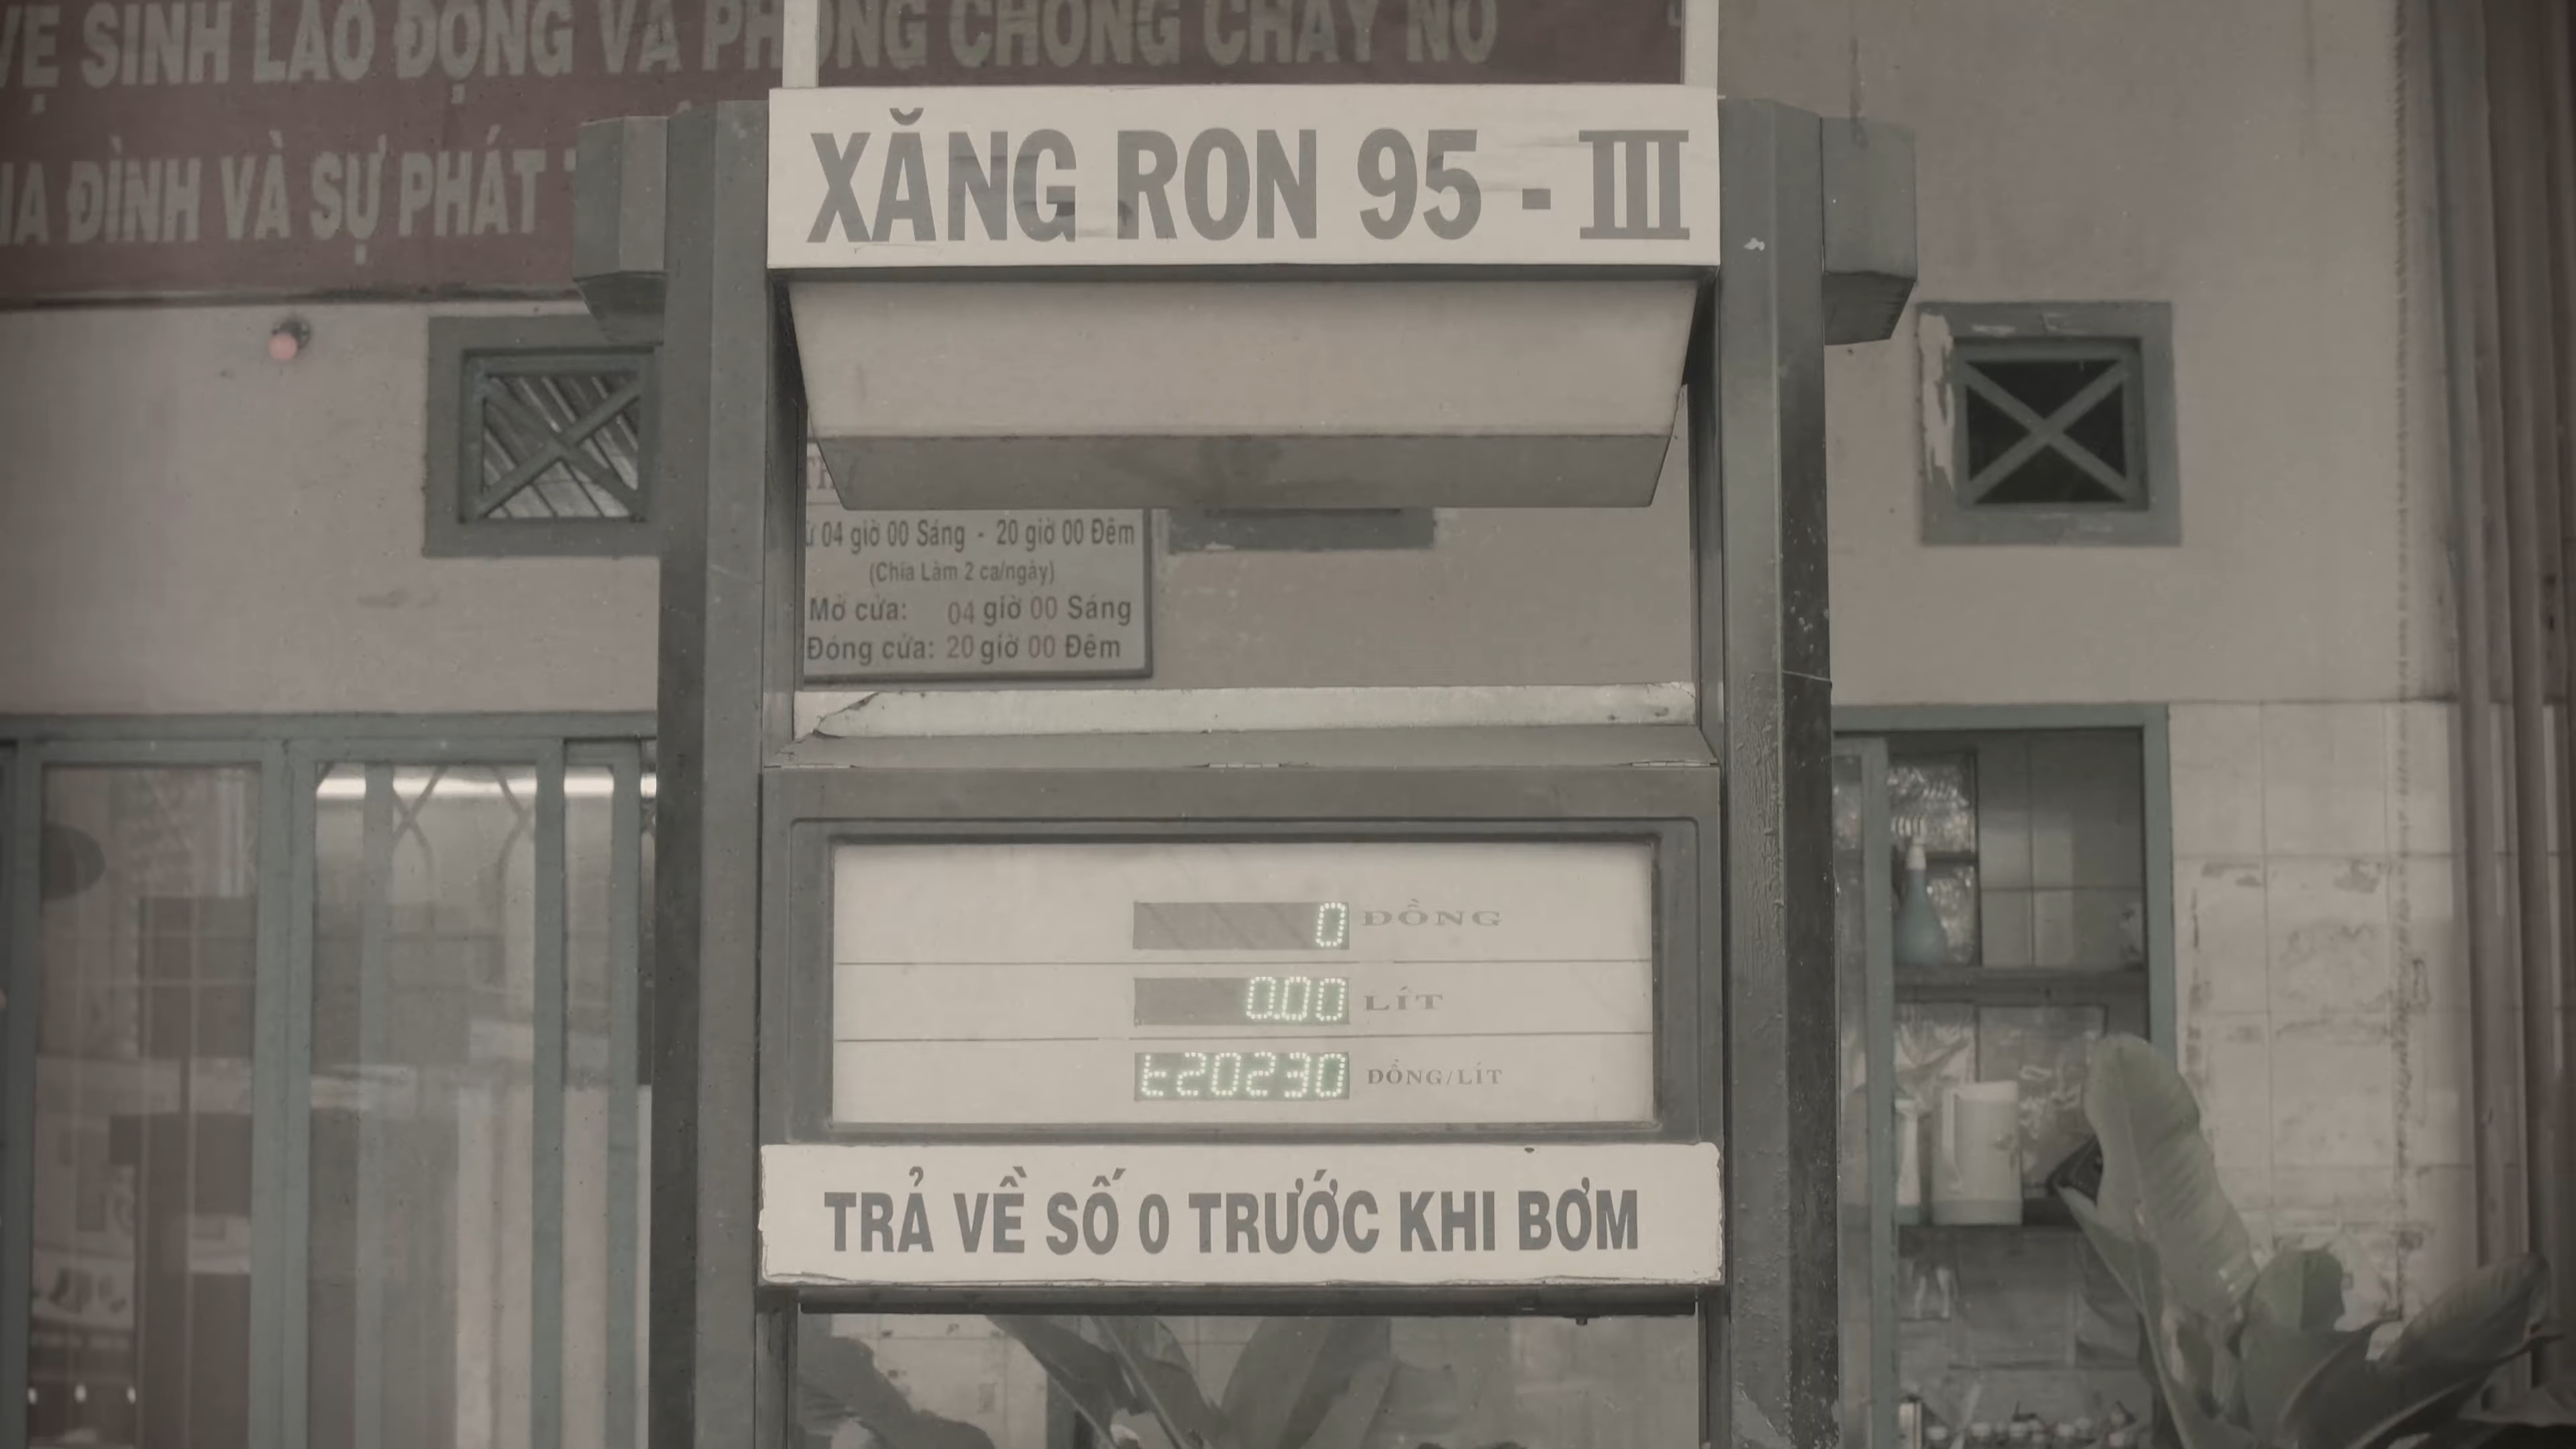 VỆ SINH LAO ĐỘNG VÀ PHÒNG CHỐNG CHÁY NỔ
ĐÌNH VÀ SỰ PHÁT
XĂNG RON 95 - III
04 giờ 00 Sáng - 20 giờ 00 Đêm
(Chia Làm 2 ca/ngày)
Mở cửa: 04 giờ 00 Sáng
Đóng cửa: 20 giờ 00 Đêm
0 ĐỒNG
0.00 LÍT
t20230 ĐỒNG/LÍT
TRẢ VỀ SỐ 0 TRƯỚC KHI BƠM